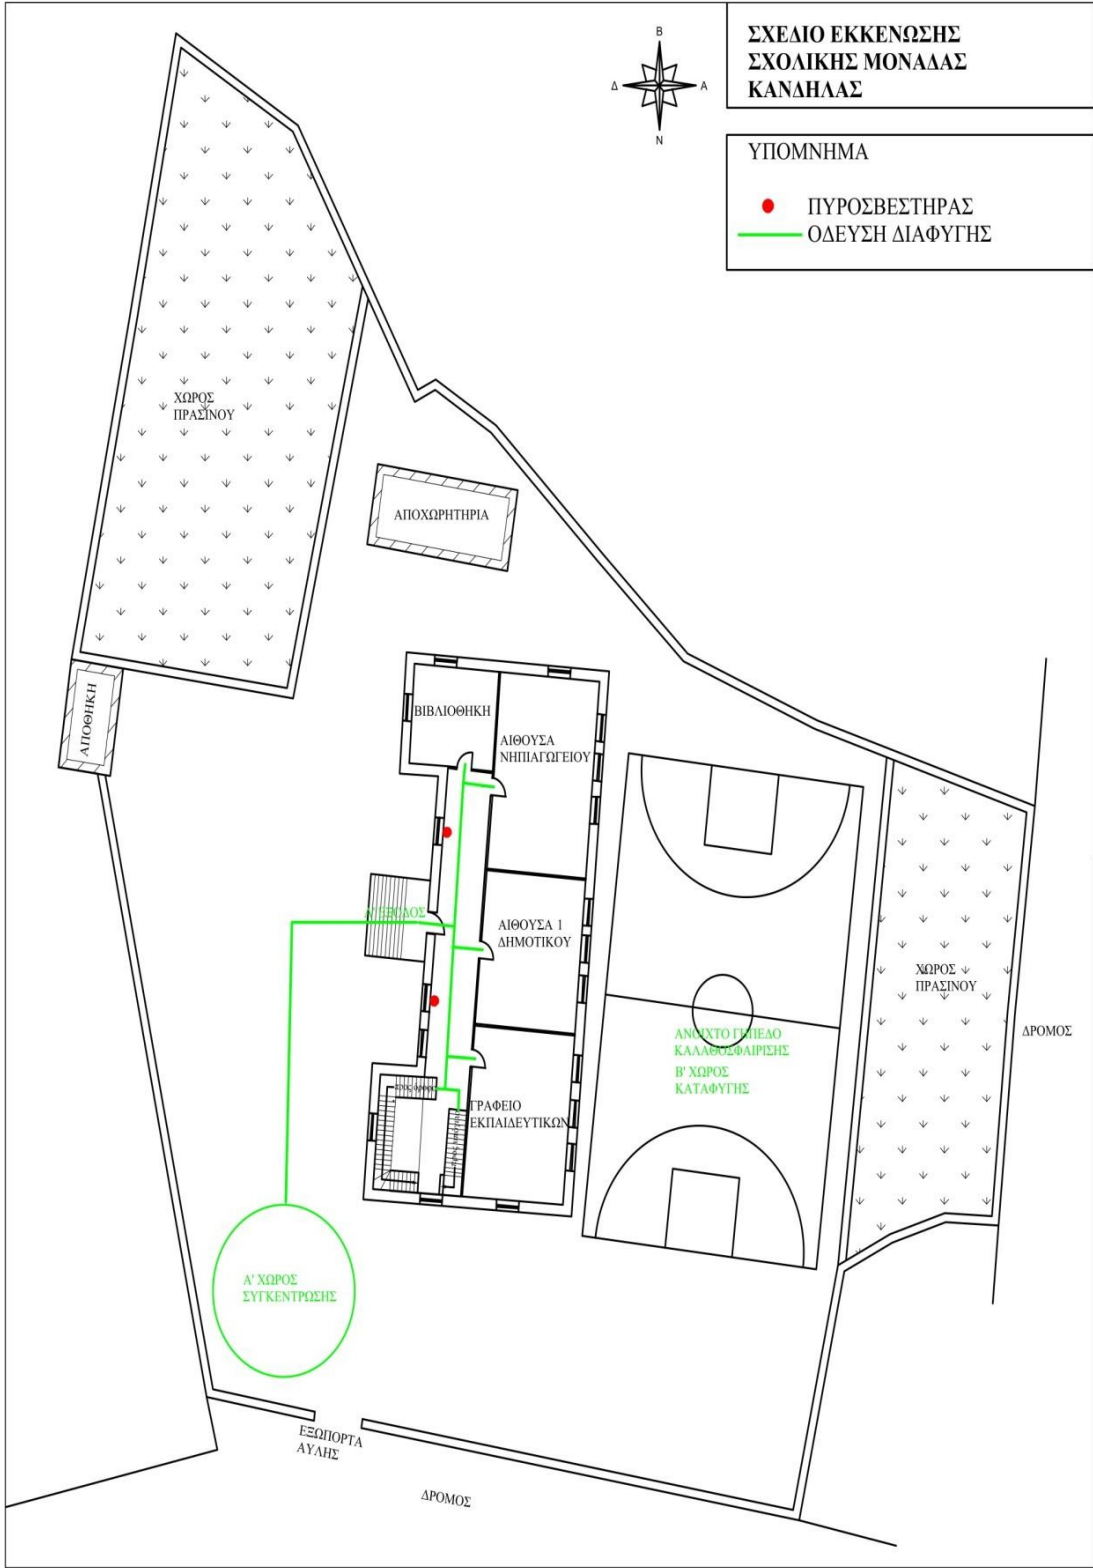 ΣΧΕΔΙΟ ΕΚΚΕΝΩΣΗΣ
ΣΧΟΛΙΚΗΣ ΜΟΝΑΔΑΣ
ΚΑΝΔΗΛΑΣ
Β
Δ
Α
Ν
ΥΠΟΜΝΗΜΑ
ΠΥΡΟΣΒΕΣΤΗΡΑΣ
ΟΔΕΥΣΗ ΔΙΑΦΥΓΗΣ
ΧΩΡΟΣ
ΠΡΑΣΙΝΟΥ
ΑΠΟΧΩΡΗΤΗΡΙΑ
ΑΠΟΘΗΚΗ
ΒΙΒΛΙΟΘΗΚΗ
ΑΙΘΟΥΣΑ
ΝΗΠΙΑΓΩΓΕΙΟΥ
Α' ΕΞΟΔΟΣ
ΑΙΘΟΥΣΑ 1
ΔΗΜΟΤΙΚΟΥ
ΧΩΡΟΣ
ΠΡΑΣΙΝΟΥ
ΔΡΟΜΟΣ
ΑΝΟΙΧΤΟ ΓΗΠΕΔΟ
ΚΑΛΑΘΟΣΦΑΙΡΙΣΗΣ
Β' ΧΩΡΟΣ
ΚΑΤΑΦΥΓΗΣ
ΓΡΑΦΕΙΟ
ΕΚΠΑΙΔΕΥΤΙΚΩΝ
Α' ΧΩΡΟΣ
ΣΥΓΚΕΝΤΡΩΣΗΣ
ΕΞΩΠΟΡΤΑ
ΑΥΛΗΣ
ΔΡΟΜΟΣ